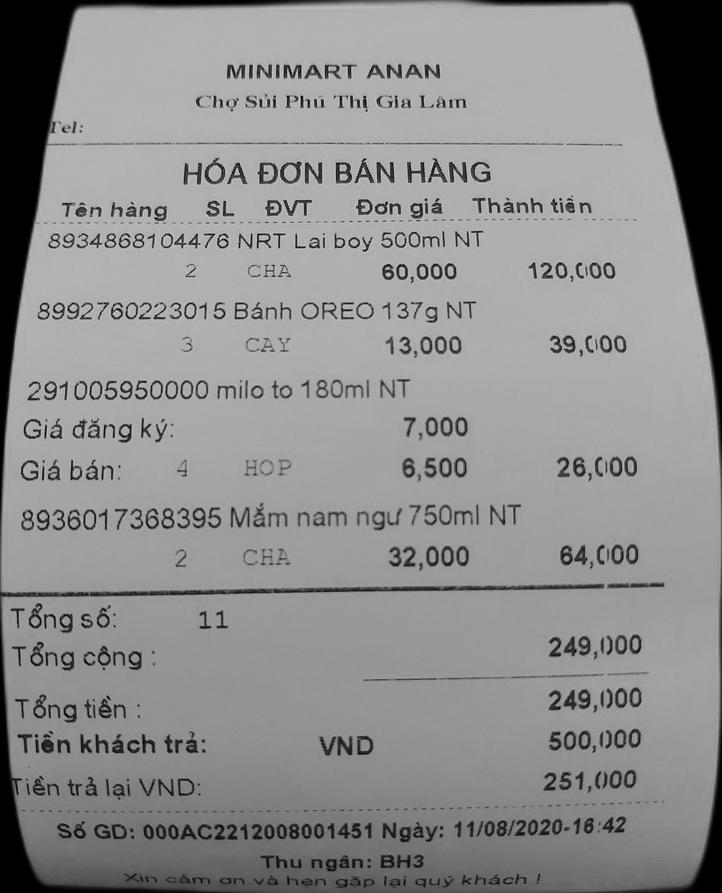 MINIMART ANAN
Chợ Sủi Phú Thị Gia Lâm
Tel:
HÓA ĐƠN BÁN HÀNG
Tên hàng SL ĐVT Đơn giá Thành tiền
8934868104476 NRT Lai boy 500ml NT
2 CHA 60,000 120,000
8992760223015 Bánh OREO 137g NT
3 CAY 13,000 39,000
291005950000 milo to 180ml NT
Giá đăng ký: 7,000
Giá bán: 4 HOP 6,500 26,000
8936017368395 Mắm nam ngư 750ml NT
2 CHA 32,000 64,000
Tổng số: 11
Tổng cộng : 249,000
Tổng tiền : 249,000
Tiền khách trả: VND 500,000
Tiền trả lại VND: 251,000
Số GD: 000AC2212008001451 Ngày: 11/08/2020-16:42
Thu ngân: BH3
Xin cám ơn và hẹn gặp lại quý khách !